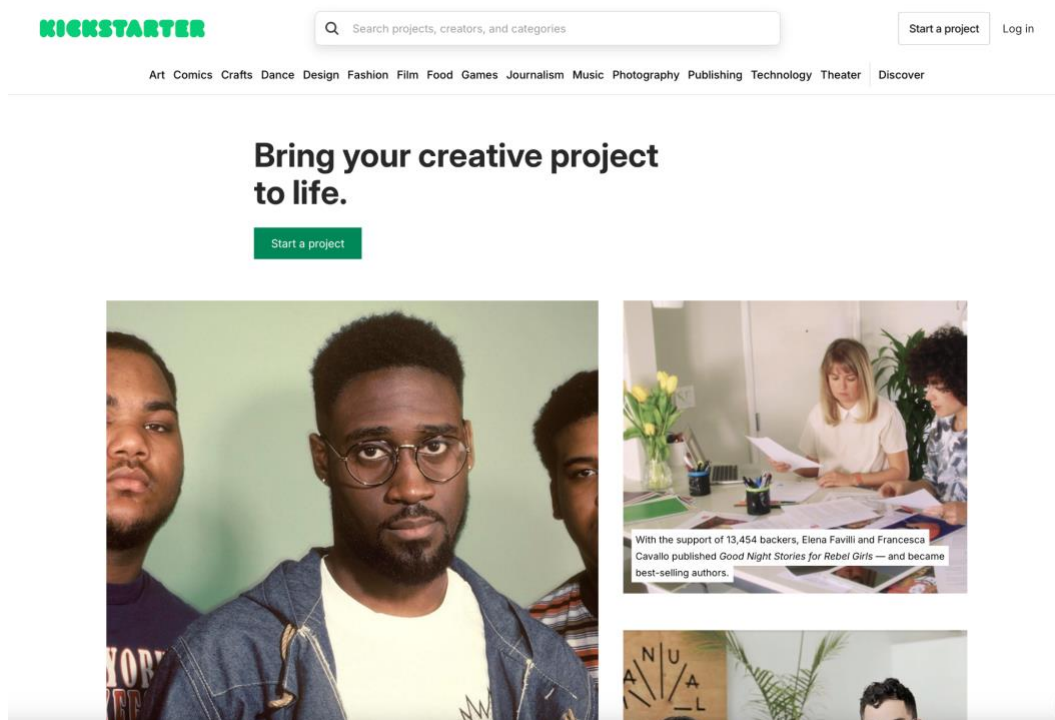 KICKSTARTER
Search projects, creators, and categories
Start a project
Log in
Art Comics Crafts Dance Design Fashion Film Food Games Journalism Music Photography Publishing Technology Theater Discover
Bring your creative project
to life.
Start a project
With the support of 13,454 backers, Elena Favilli and Francesca
Cavallo published Good Night Stories for Rebel Girls — and became
best-selling authors.